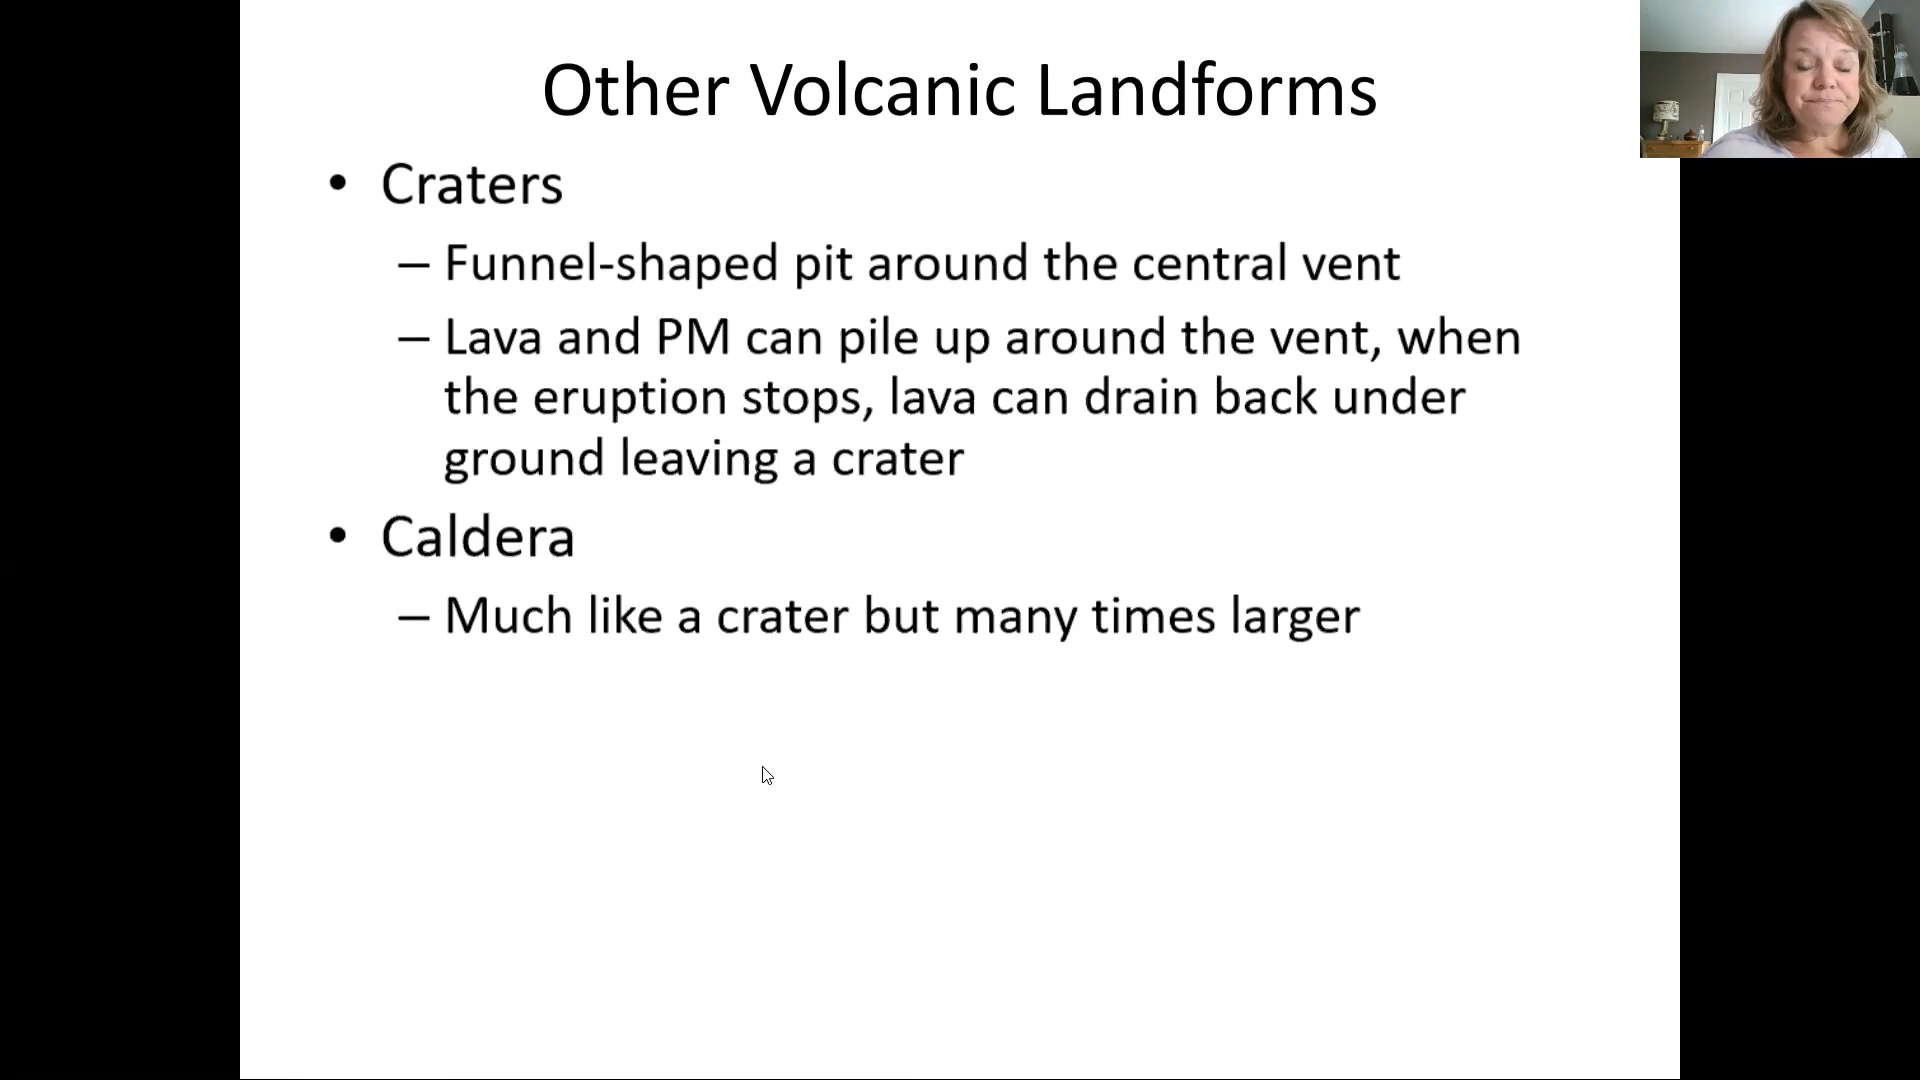 Other Volcanic Landforms
• Craters
– Funnel-shaped pit around the central vent
– Lava and PM can pile up around the vent, when
the eruption stops, lava can drain back under
ground leaving a crater
• Caldera
– Much like a crater but many times larger